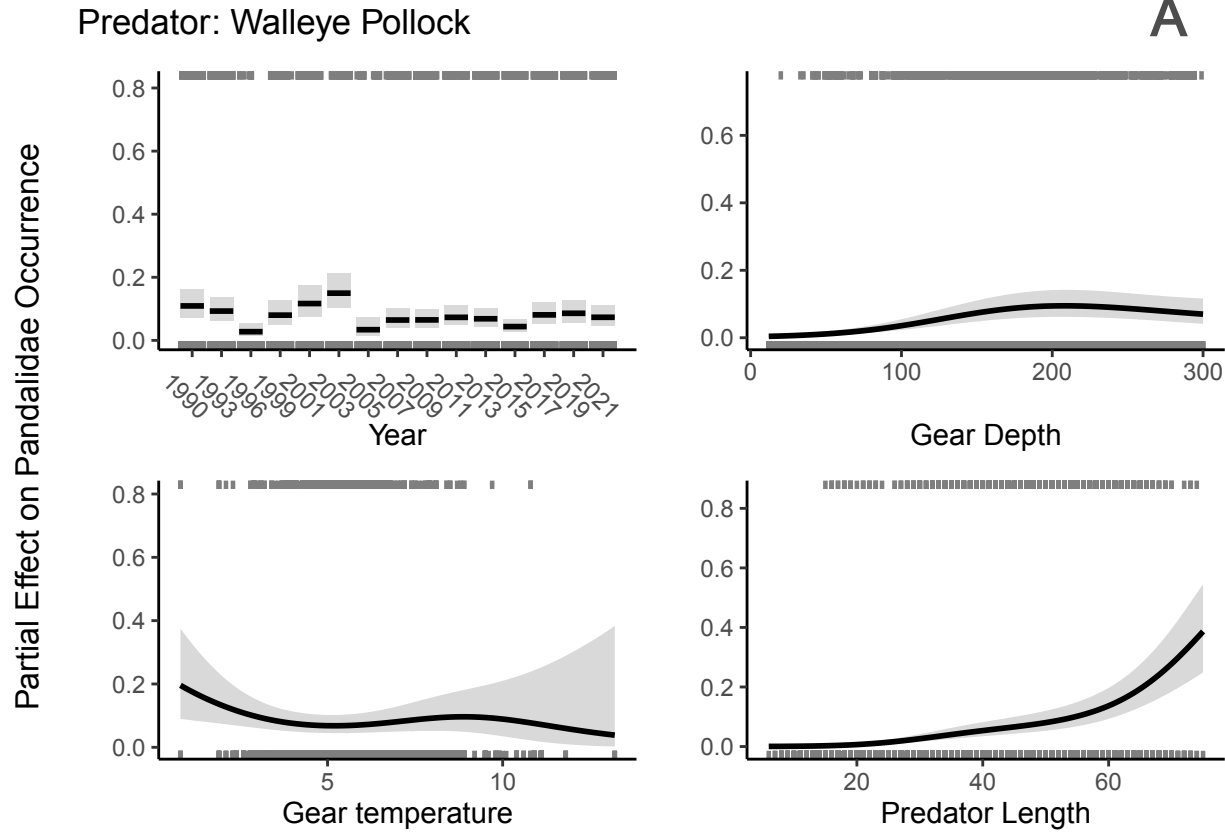 Predator: Walleye Pollock
A
Partial Effect on Pandalidae Occurrence
0.8
0.6
0.4
0.2
0.0
1990 1993 1996 1999 2001 2003 2005 2007 2009 2011 2013 2015 2017 2019 2021
Year
0.6
0.4
0.2
0.0
0 100 200 300
Gear Depth
0.8
0.6
0.4
0.2
0.0
5 10
Gear temperature
0.8
0.6
0.4
0.2
0.0
20 40 60
Predator Length